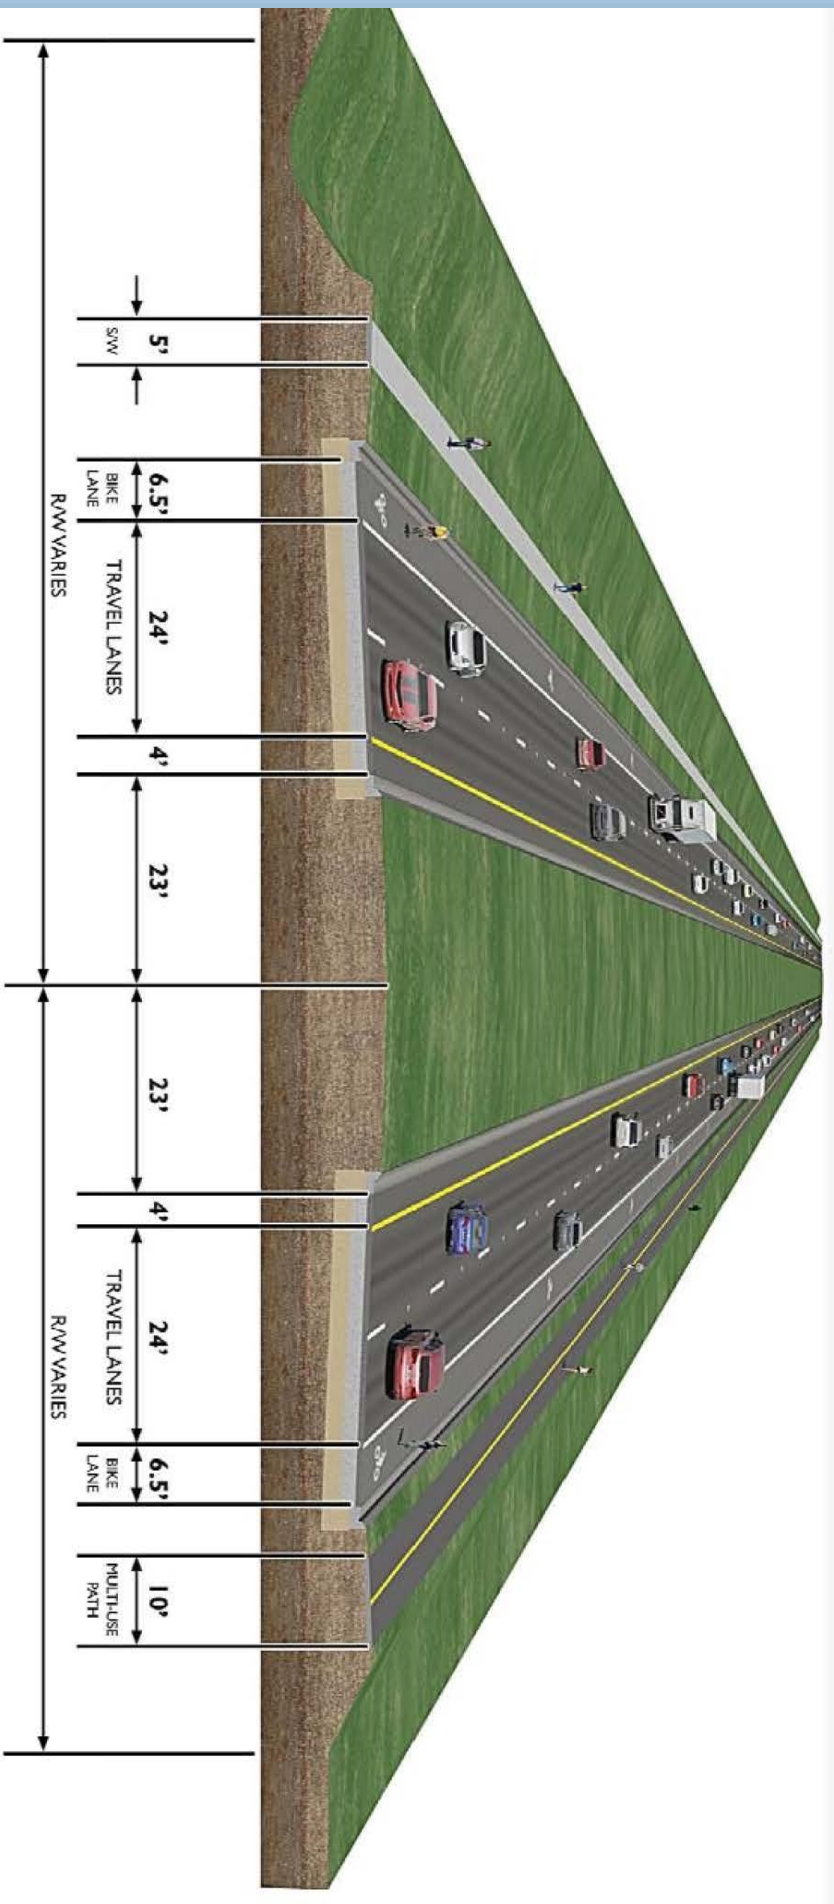 5'
S/W
6.5'
BIKE
LANE
24'
TRAVEL LANES
4'
23'
23'
4'
24'
TRAVEL LANES
6.5'
BIKE
LANE
10'
MULTI-USE
PATH
R/W VARIES
R/W VARIES